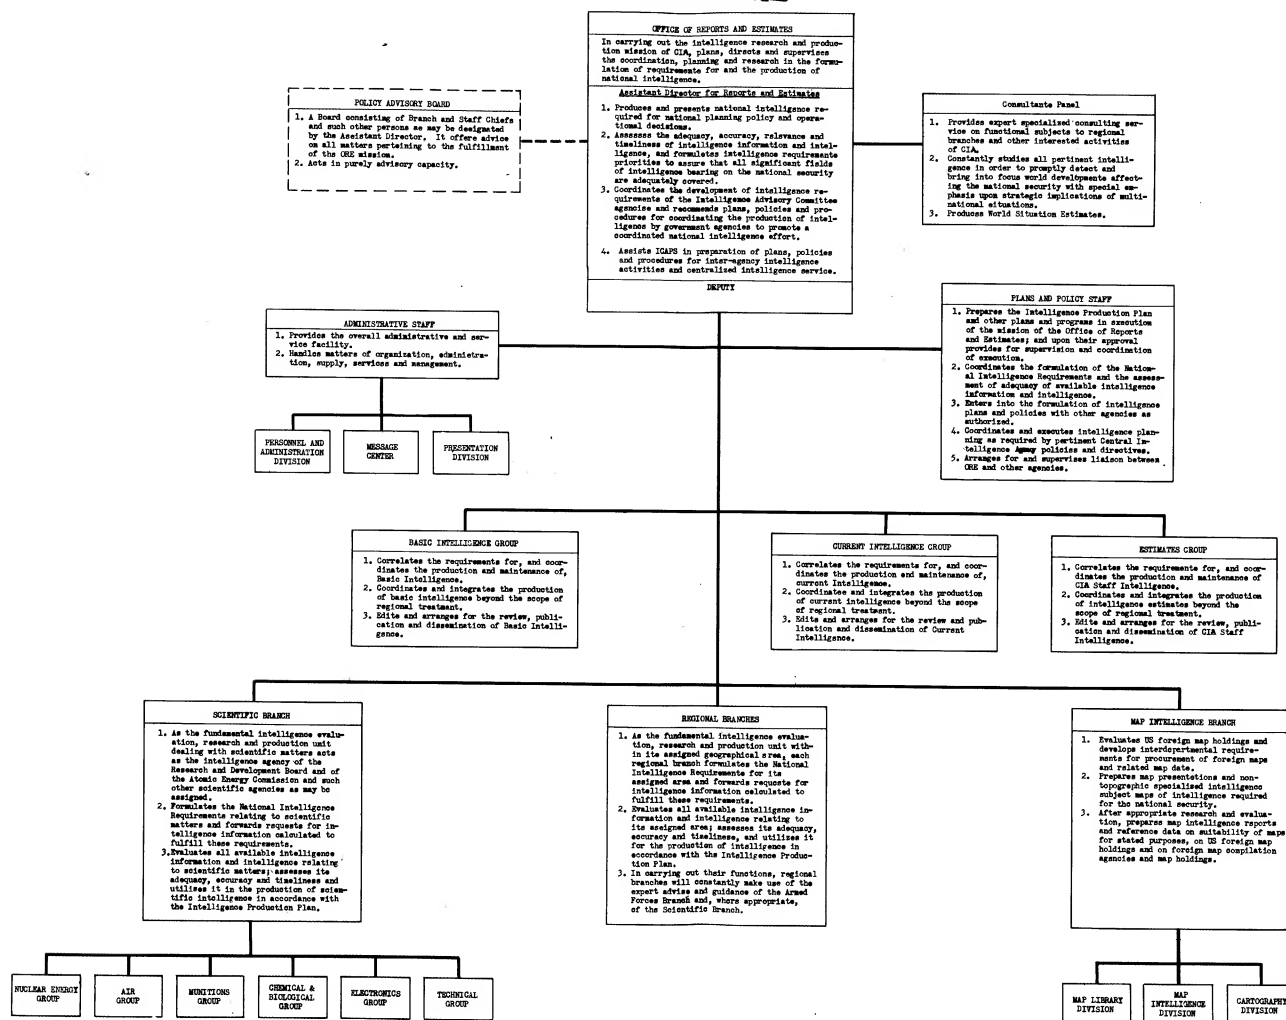 OFFICE OF REPORTS AND ESTIMATES
In carrying out the intelligence research and produc-
tion mission of CIA, plans, directs and supervises
the coordination, planning and research in the formu-
lation of requirements for and the production of
national intelligence.
Assistant Director for Reports and Estimates
1. Produces and presents national intelligence re-
quired for national planning policy and opera-
tional decisions.
2. Assesses the adequacy, accuracy, relevance and
timeliness of intelligence information and intel-
ligence, and formulates intelligence requirements
priorities to assure that all significant fields
of intelligence bearing on the national security
are adequately covered.
3. Coordinates the development of intelligence re-
quirements of the Intelligence Advisory Committee
agencies and recommends plans, policies and pro-
cedures for coordinating the production of intel-
ligence by government agencies to promote a
coordinated national intelligence effort.
4. Assists ICAPS in preparation of plans, policies
and procedures for inter-agency intelligence
activities and centralized intelligence service.
DEPUTY
POLICY ADVISORY BOARD
1. A Board consisting of Branch and Staff Chiefs
and such other persons as may be designated
by the Assistant Director. It offers advice
on all matters pertaining to the fulfillment
of the ORE mission.
2. Acts in purely advisory capacity.
Consultants Panel
1. Provides expert specialized consulting ser-
vice on functional subjects to regional
branches and other interested activities
of CIA.
2. Constantly studies all pertinent intelli-
gence in order to promptly detect and
bring into focus world developments affect-
ing the national security with special em-
phasis upon strategic implications of multi-
national situations.
3. Produces World Situation Estimates.
ADMINISTRATIVE STAFF
1. Provides the overall administrative and ser-
vice facility.
2. Handles matters of organization, administra-
tion, supply, services and management.
PERSONNEL AND
ADMINISTRATION
DIVISION
MESSAGE
CENTER
PRESENTATION
DIVISION
PLANS AND POLICY STAFF
1. Prepares the Intelligence Production Plan
and other plans and programs in execution
of the mission of the Office of Reports
and Estimates; and upon their approval
provides for supervision and coordination
of execution.
2. Coordinates the formulation of the Nation-
al Intelligence Requirements and the assess-
ment of adequacy of available intelligence
information and intelligence.
3. Enters into the formulation of intelligence
plans and policies with other agencies as
authorized.
4. Coordinates and executes intelligence plan-
ning as required by pertinent Central In-
telligence Agency policies and directives.
5. Arranges for and supervises liaison between
ORE and other agencies.
BASIC INTELLIGENCE GROUP
1. Correlates the requirements for, and coor-
dinates the production and maintenance of,
Basic Intelligence.
2. Coordinates and integrates the production
of basic intelligence beyond the scope of
regional treatment.
3. Edits and arranges for the review, publi-
cation and dissemination of Basic Intelli-
gence.
CURRENT INTELLIGENCE GROUP
1. Correlates the requirements for, and coor-
dinates the production and maintenance of,
current Intelligence.
2. Coordinates and integrates the production
of current intelligence beyond the scope
of regional treatment.
3. Edits and arranges for the review and pub-
lication and dissemination of Current
Intelligence.
ESTIMATES GROUP
1. Correlates the requirements for, and coor-
dinates the production and maintenance of
CIA Staff Intelligence.
2. Coordinates and integrates the production
of intelligence estimates beyond the
scope of regional treatment.
3. Edits and arranges for the review, publi-
cation and dissemination of CIA Staff
Intelligence.
SCIENTIFIC BRANCH
1. As the fundamental intelligence evalu-
ation, research and production unit
dealing with scientific matters acts
as the intelligence agency of the
Research and Development Board and of
the Atomic Energy Commission and such
other scientific agencies as may be
assigned.
2. Formulates the National Intelligence
Requirements relating to scientific
matters and forwards requests for in-
telligence information calculated to
fulfill these requirements.
3. Evaluates all available intelligence
information and intelligence relating
to scientific matters; assesses its
adequacy, accuracy and timeliness and
utilises it in the production of scien-
tific intelligence in accordance with
the Intelligence Production Plan.
REGIONAL BRANCHES
1. As the fundamental intelligence evalua-
tion, research and production unit with-
in its assigned geographical area, each
regional branch formulates the National
Intelligence Requirements for its
assigned area and forwards requests for
intelligence information calculated to
fulfill these requirements.
2. Evaluates all available intelligence in-
formation and intelligence relating to
its assigned area; assesses its adequacy,
accuracy and timeliness, and utilizes it
for the production of intelligence in
accordance with the Intelligence Produc-
tion Plan.
3. In carrying out their functions, regional
branches will constantly make use of the
expert advise and guidance of the Armed
Forces Branch and, where appropriate,
of the Scientific Branch.
MAP INTELLIGENCE BRANCH
1. Evaluates US foreign map holdings and
develops interdepartmental require-
ments for procurement of foreign maps
and related map date.
2. Prepares map presentations and non-
topographic specialized intelligence
subject maps of intelligence required
for the national security.
3. After appropriate research and evalua-
tion, prepares map intelligence reports
and reference data on suitability of maps
for stated purposes, on US foreign map
holdings and on foreign map compilation
agencies and map holdings.
NUCLEAR ENERGY
GROUP
AIR
GROUP
MUNITIONS
GROUP
CHEMICAL &
BIOLOGICAL
GROUP
ELECTRONICS
GROUP
TECHNICAL
GROUP
MAP LIBRARY
DIVISION
MAP
INTELLIGENCE
DIVISION
CARTOGRAPHY
DIVISION